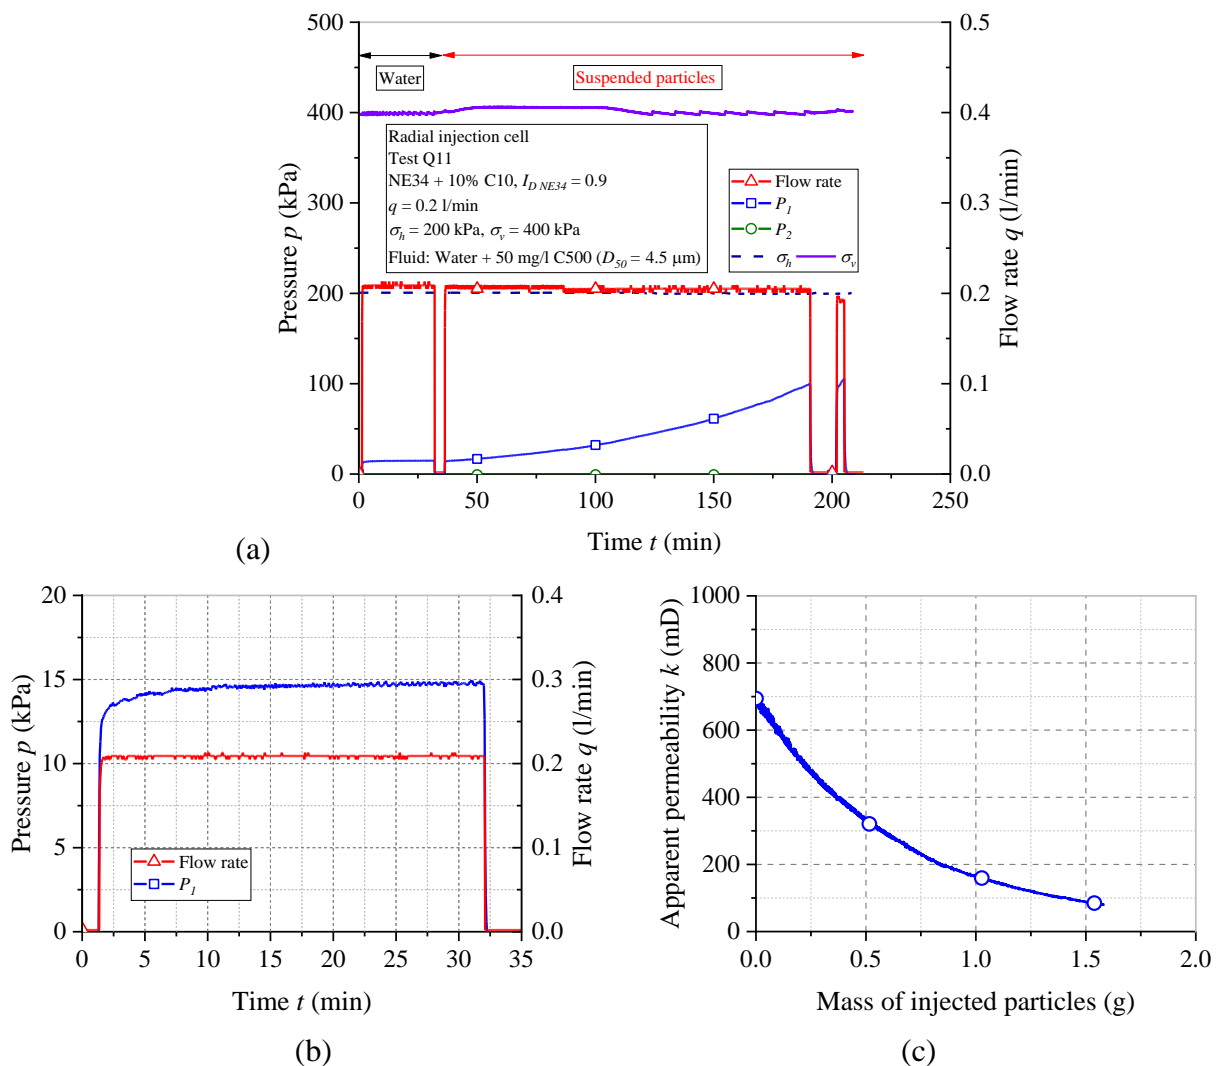 500
400
300
200
100
0
Pressure p (kPa)
0.5
0.4
0.3
0.2
0.1
0.0
Flow rate q (l/min)
Water
Suspended particles
Radial injection cell
Test Q11
NE34 + 10% C10, I_D NE34 = 0.9
q = 0.2 l/min
σh = 200 kPa, σv = 400 kPa
Fluid: Water + 50 mg/l C500 (D50 = 4.5 μm)
Flow rate
P1
P2
σh σv
0 50 100 150 200 250
Time t (min)
(a)
20
15
10
5
0
Pressure p (kPa)
0.4
0.3
0.2
0.1
0.0
Flow rate q (l/min)
Flow rate
P1
0 5 10 15 20 25 30 35
Time t (min)
(b)
1000
800
600
400
200
0
Apparent permeability k (mD)
0.0 0.5 1.0 1.5 2.0
Mass of injected particles (g)
(c)